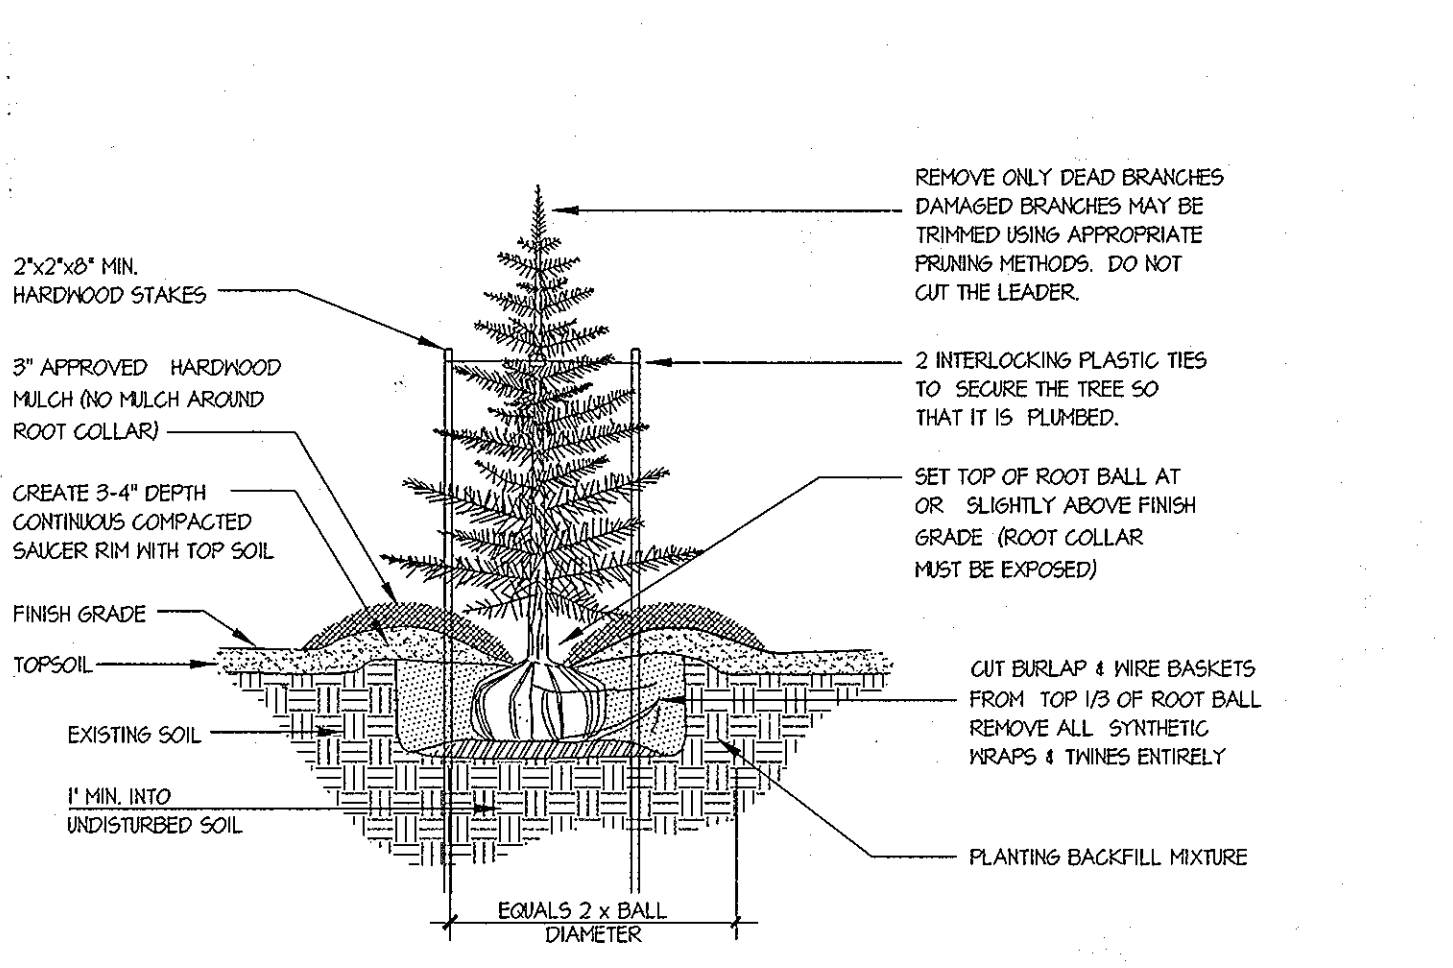 REMOVE ONLY DEAD BRANCHES
DAMAGED BRANCHES MAY BE
TRIMMED USING APPROPRIATE
PRUNING METHODS. DO NOT
CUT THE LEADER.
2"x2"x8" MIN.
HARDWOOD STAKES
3" APPROVED HARDWOOD
MULCH (NO MULCH AROUND
ROOT COLLAR)
2 INTERLOCKING PLASTIC TIES
TO SECURE THE TREE SO
THAT IT IS PLUMBED.
CREATE 3-4" DEPTH
CONTINUOUS COMPACTED
SAUCER RIM WITH TOP SOIL
SET TOP OF ROOT BALL AT
OR SLIGHTLY ABOVE FINISH
GRADE (ROOT COLLAR
MUST BE EXPOSED)
FINISH GRADE
TOPSOIL
EXISTING SOIL
1' MIN. INTO
UNDISTURBED SOIL
CUT BURLAP & WIRE BASKETS
FROM TOP 1/3 OF ROOT BALL
REMOVE ALL SYNTHETIC
WRAPS & TWINES ENTIRELY
PLANTING BACKFILL MIXTURE
EQUALS 2 x BALL
DIAMETER